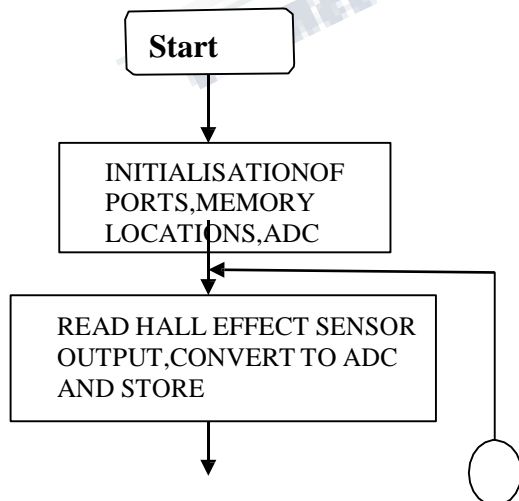 Start
INITIALISATIONOF
PORTS,MEMORY
LOCATIONS,ADC
READ HALL EFFECT SENSOR
OUTPUT,CONVERT TO ADC
AND STORE